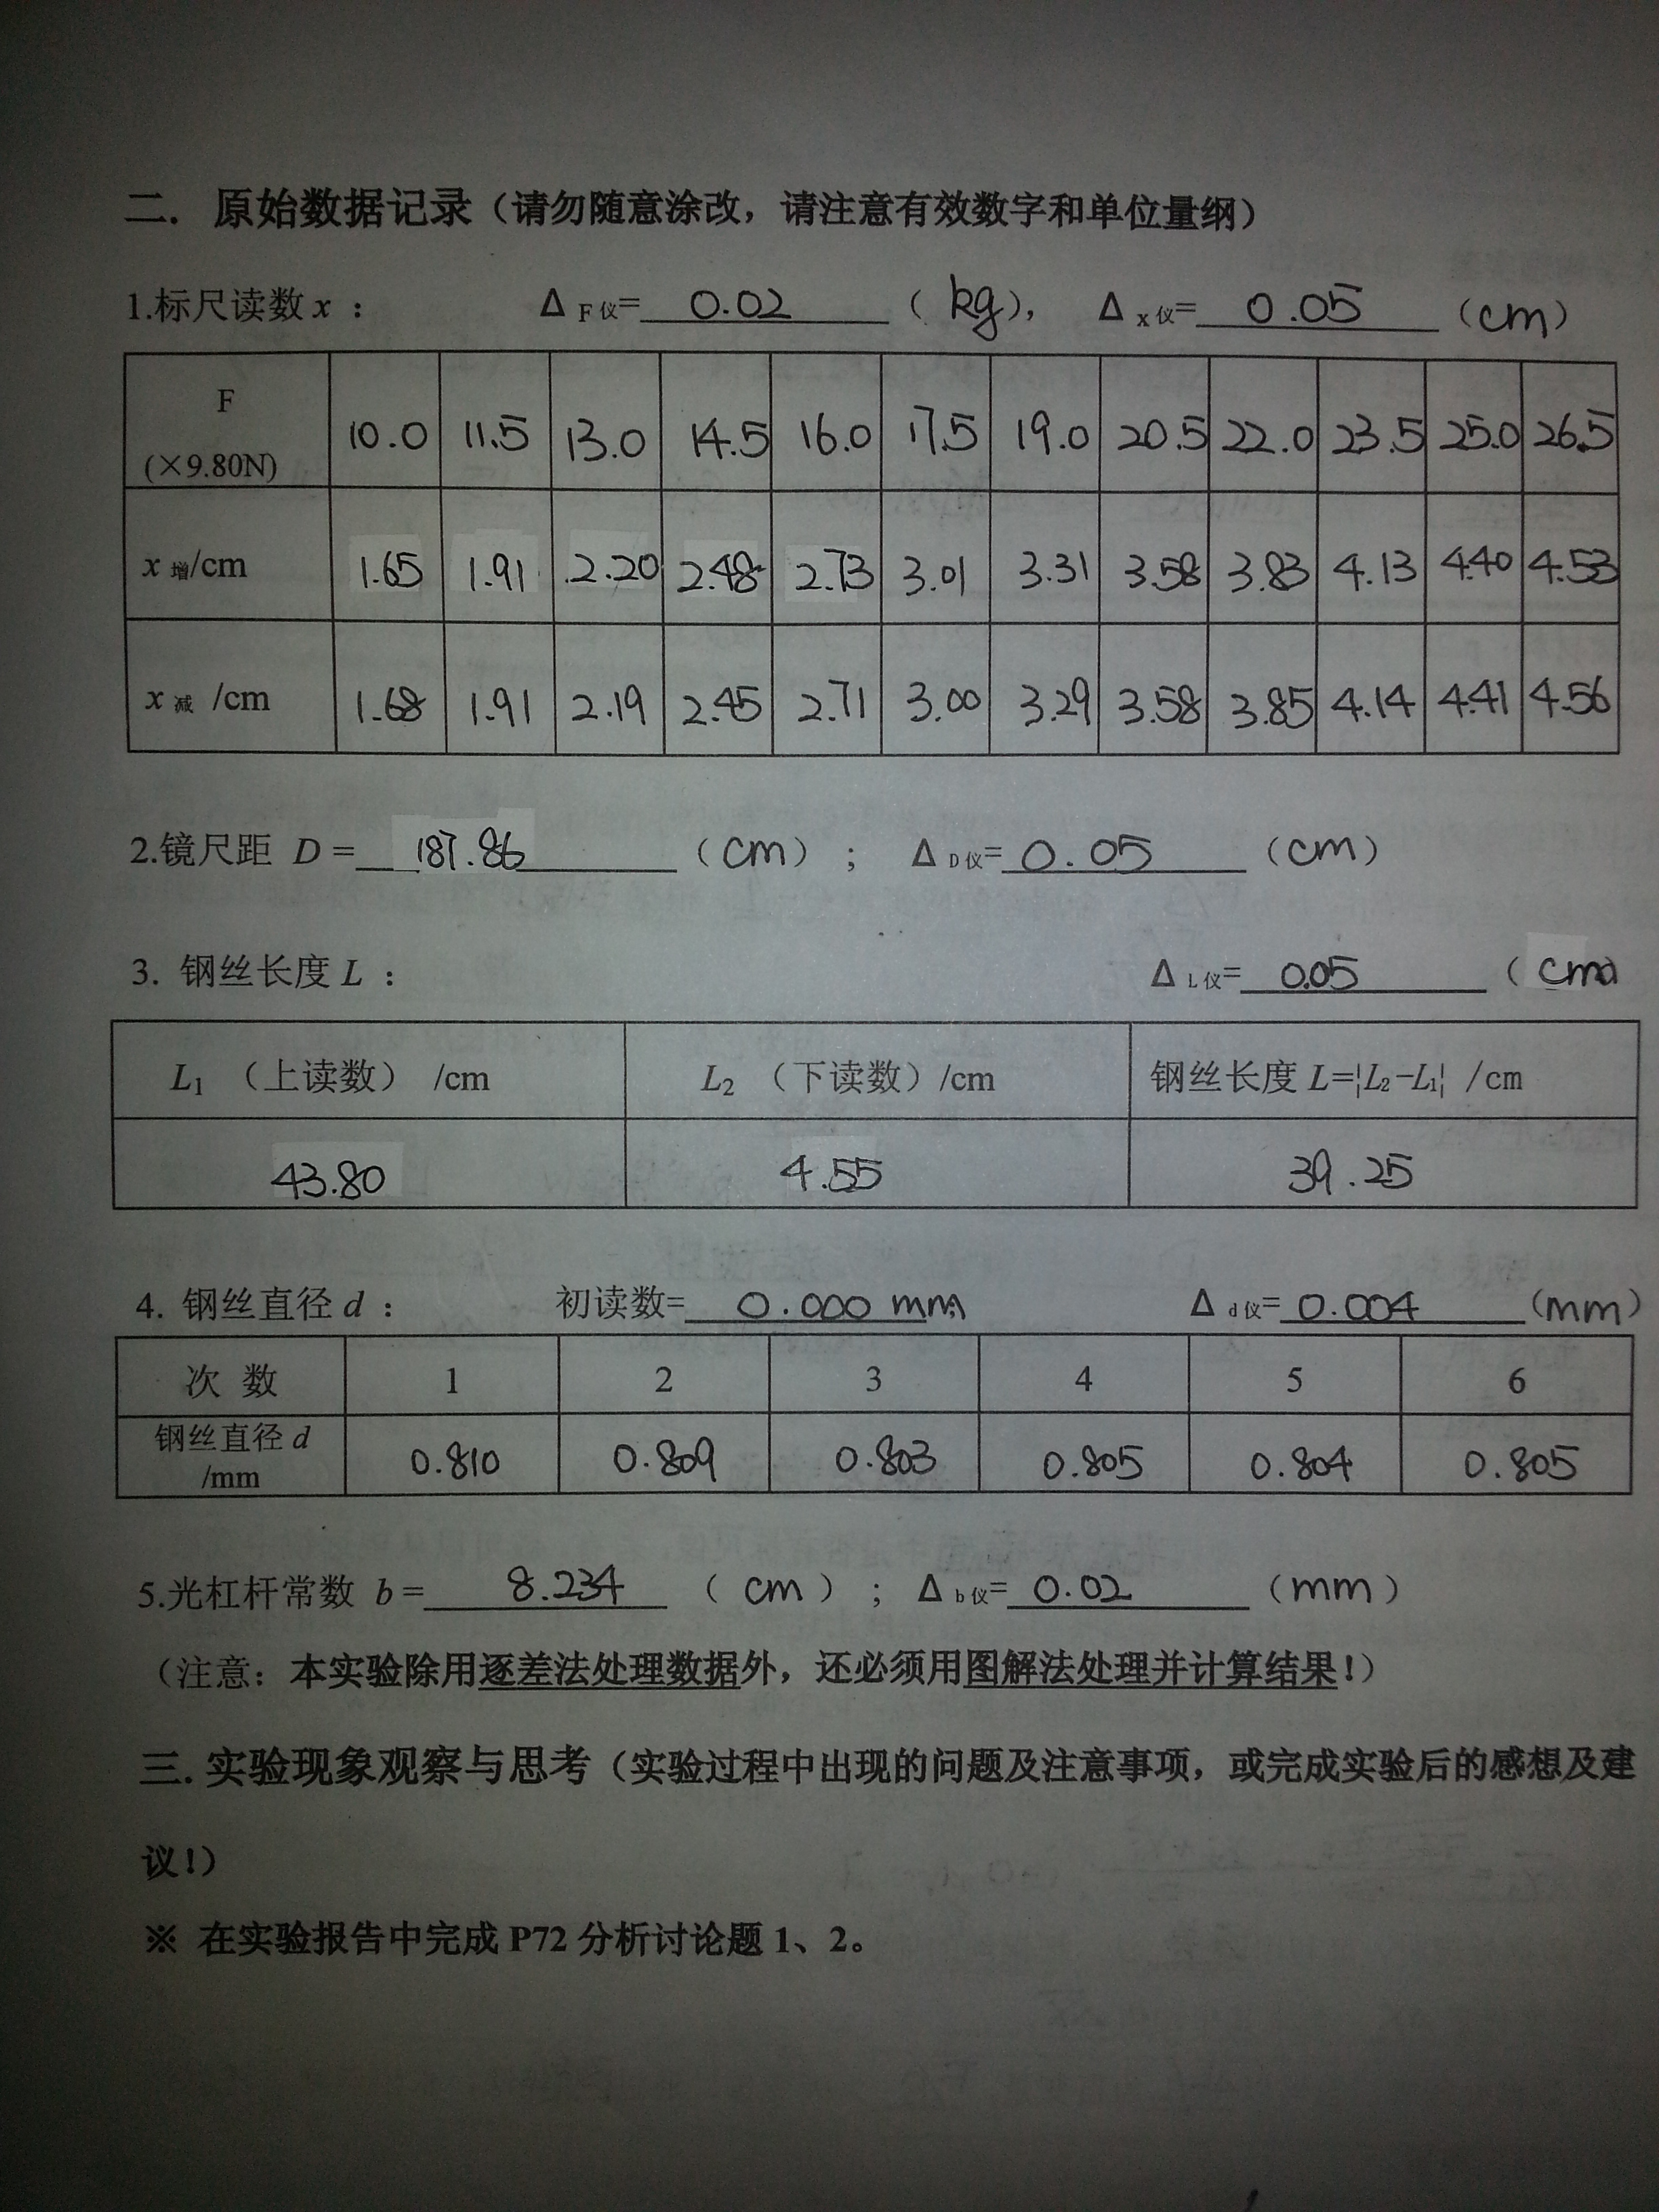 二. 原始数据记录（请勿随意涂改，请注意有效数字和单位量纲）
1.标尺读数 x ： Δ F仪= 0.02 （ kg ）， Δ x仪= 0.05 （cm）
F (×9.80N) 10.0 11.5 13.0 14.5 16.0 17.5 19.0 20.5 22.0 23.5 25.0 26.5
x 增/cm 1.65 1.91 2.20 2.48 2.73 3.01 3.31 3.58 3.83 4.13 4.40 4.53
x 减 /cm 1.68 1.91 2.19 2.45 2.71 3.00 3.29 3.58 3.85 4.14 4.41 4.56
2.镜尺距 D = 187.86 （cm）； Δ D仪= 0.05 （cm）
3. 钢丝长度 L ： Δ L仪= 0.05 （ cm）
L1 （上读数） /cm L2 （下读数）/cm 钢丝长度 L=|L2-L1| /cm
43.80 4.55 39.25
4. 钢丝直径 d ： 初读数= 0.000 mm Δ d仪= 0.004 （mm）
次 数 1 2 3 4 5 6
钢丝直径 d /mm 0.810 0.809 0.803 0.805 0.804 0.805
5.光杠杆常数 b = 8.234 （ cm ）； Δ b仪= 0.02 （mm）
（注意：本实验除用逐差法处理数据外，还必须用图解法处理并计算结果！）
三. 实验现象观察与思考（实验过程中出现的问题及注意事项，或完成实验后的感想及建
议！）
※ 在实验报告中完成 P72 分析讨论题 1、2。